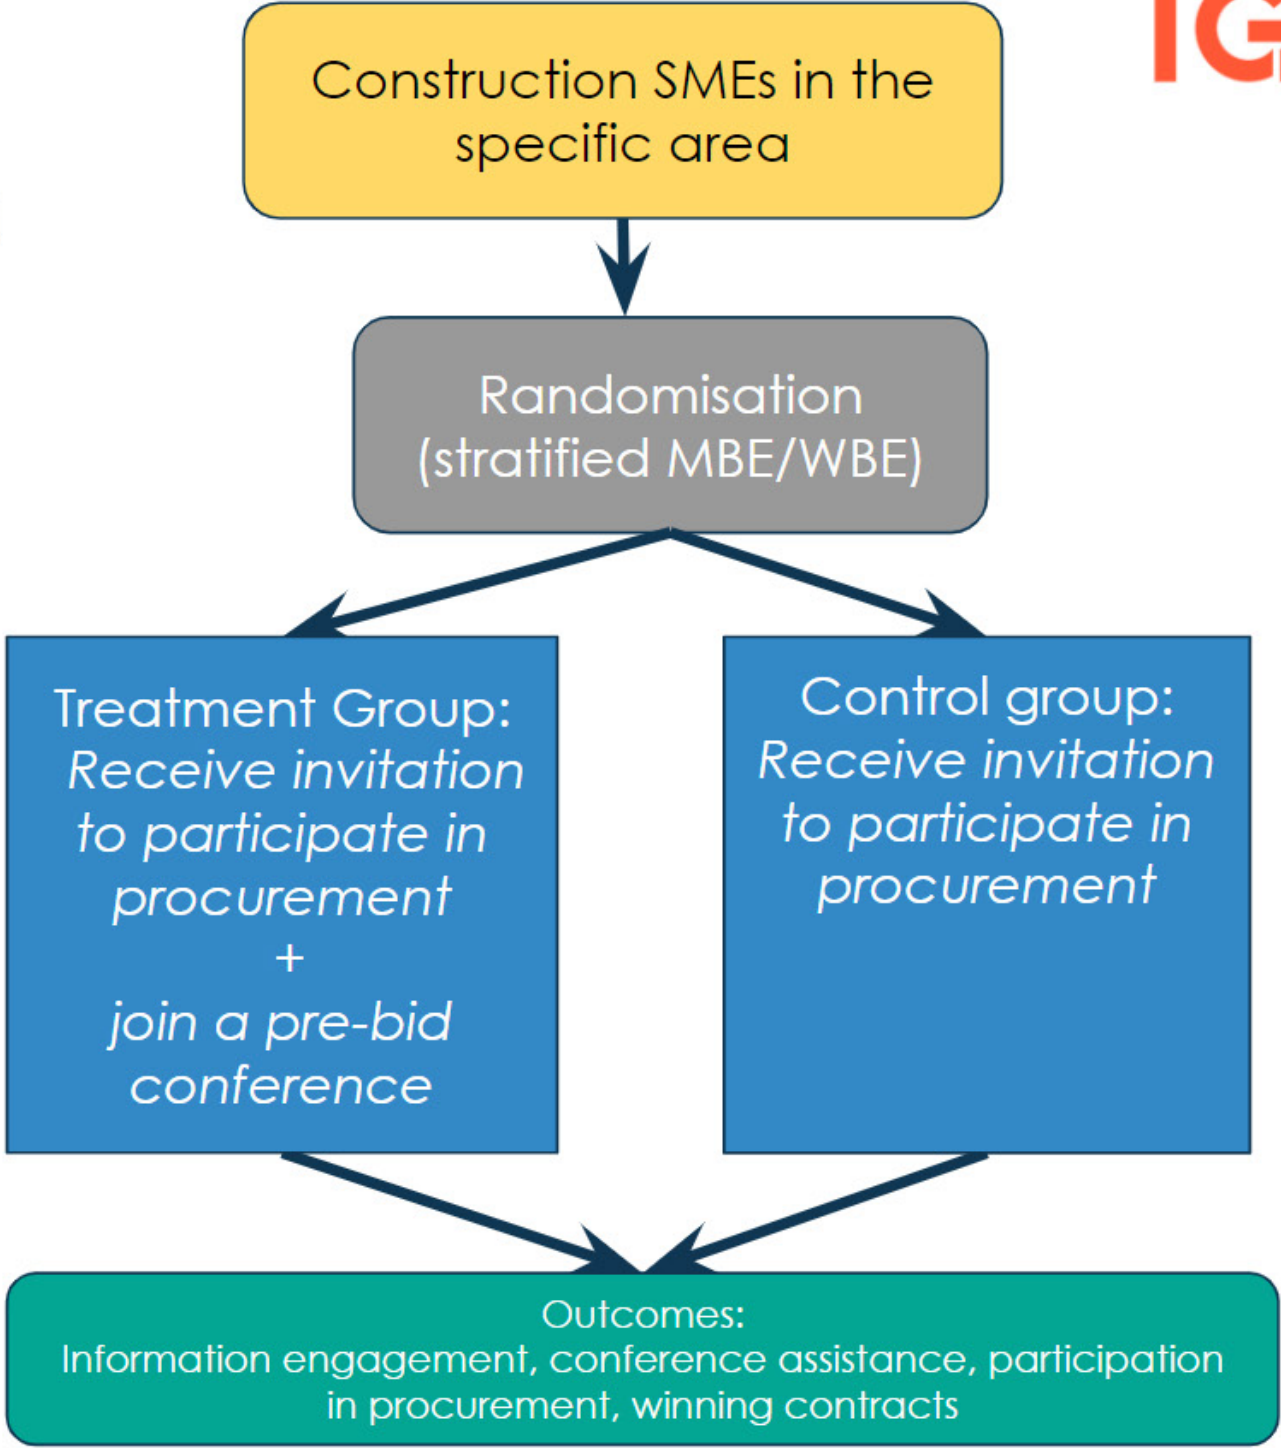 IG
Construction SMEs in the
specific area
Randomisation
(stratified MBE/WBE)
Treatment Group:
Receive invitation
to participate in
procurement
+
join a pre-bid
conference
Control group:
Receive invitation
to participate in
procurement
Outcomes:
Information engagement, conference assistance, participation
in procurement, winning contracts